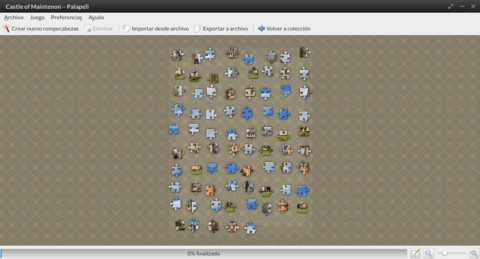 Castle of Maintenon – Palapeli
Archivo Juego Preferencias Ayuda
Crear nuevo rompecabezas Eliminar Importar desde archivo Exportar a archivo Volver a colección
0% finalizado